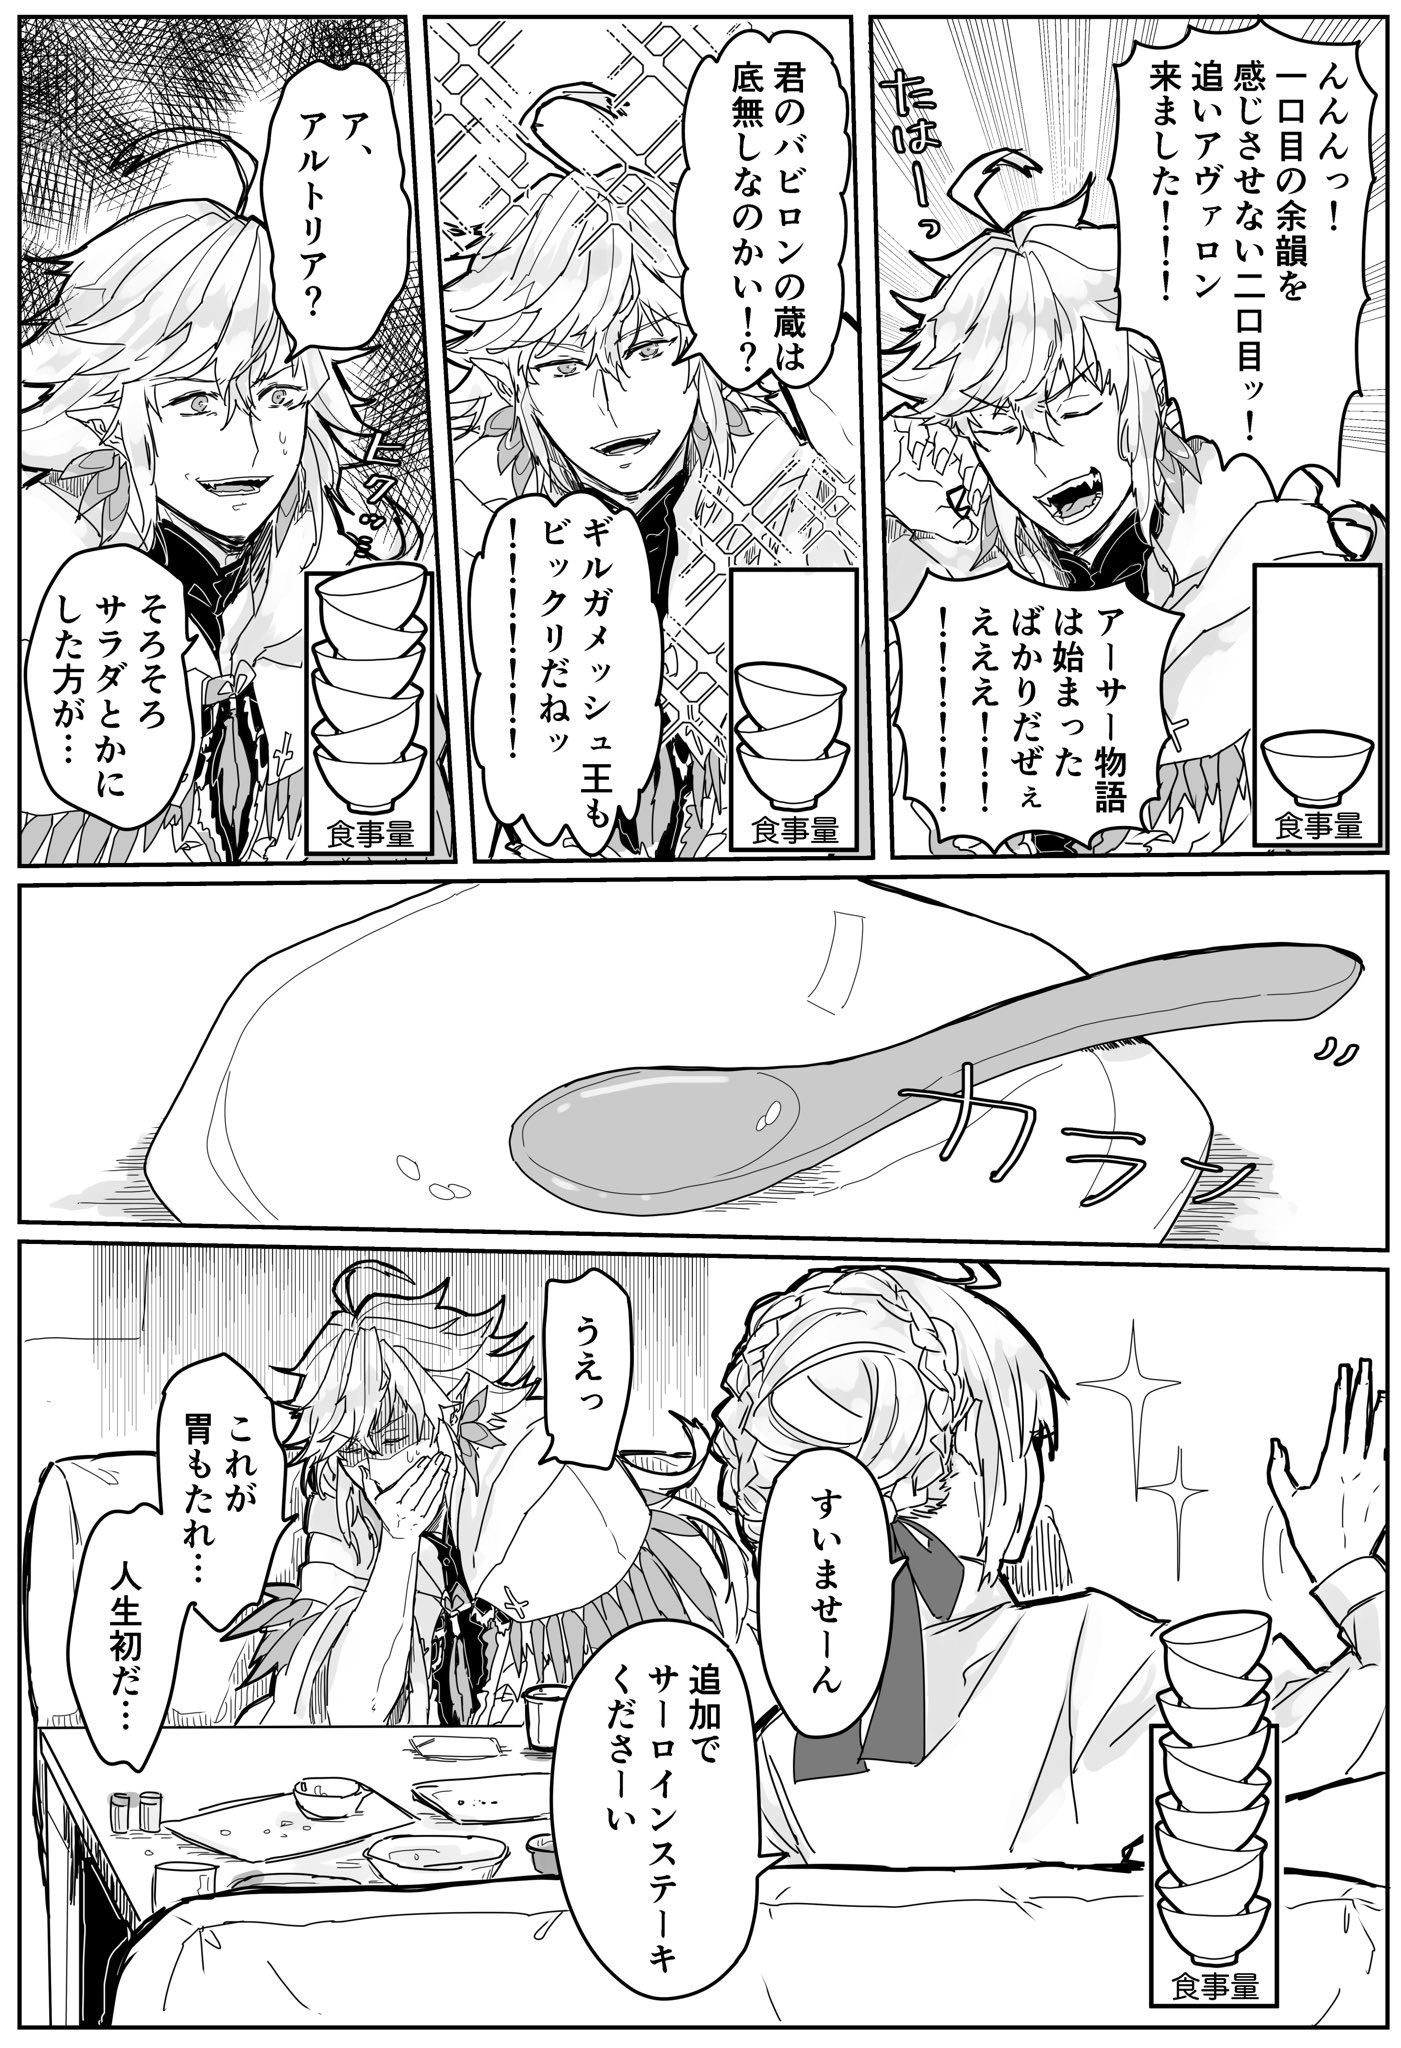 んんんっ！
一口目の余韻を
感じさせない二口目ッ！
追いアヴァロン
来ました！！！
たはーっ
アーサー物語
は始まった
ばかりだぜぇ
えええ！！！
！！！！！！
食事量
君のバビロンの蔵は
底無しなのかい！？
ギルガメッシュ王も
ビックリだねッ
！！！！！！！
食事量
ア、
アルトリア？
ヒクッ
そろそろ
サラダとかに
した方が…
食事量
カラン
すいませーん
追加で
サーロインステーキ
くださーい
うえっ
これが
胃もたれ…
人生初だ…
食事量